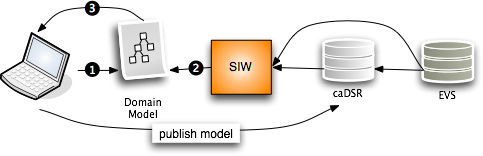 3
1
2
SIW
Domain
Model
caDSR
EVS
publish model